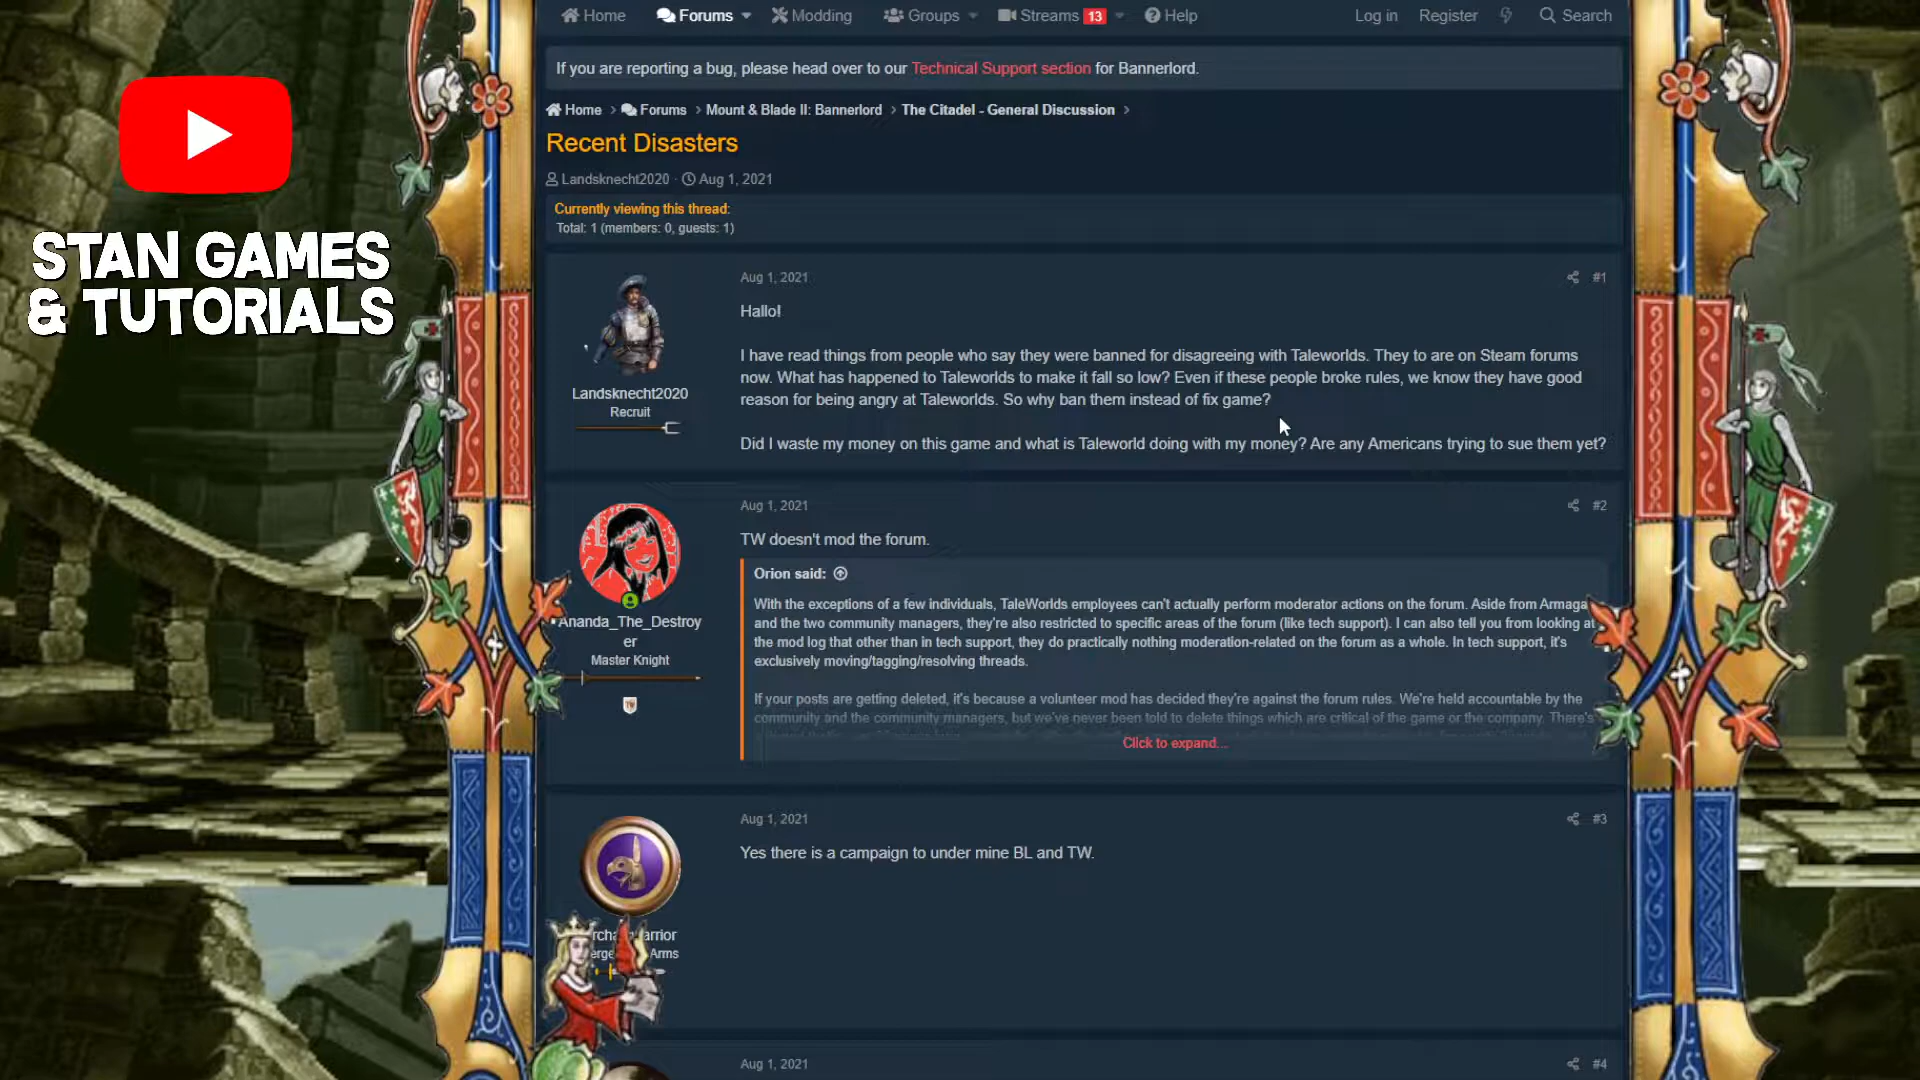 Home Forums Modding Groups Streams 13 Help Log in Register Search
If you are reporting a bug, please head over to our Technical Support section for Bannerlord.
Home > Forums > Mount & Blade II: Bannerlord > The Citadel - General Discussion >
Recent Disasters
Landsknecht2020 · Aug 1, 2021
Currently viewing this thread:
Total: 1 (members: 0, guests: 1)
STAN GAMES
& TUTORIALS
Aug 1, 2021 #1
Hallo!
I have read things from people who say they were banned for disagreeing with Taleworlds. They to are on Steam forums
now. What has happened to Taleworlds to make it fall so low? Even if these people broke rules, we know they have good
reason for being angry at Taleworlds. So why ban them instead of fix game?
Did I waste my money on this game and what is Taleworld doing with my money? Are any Americans trying to sue them yet?
Landsknecht2020
Recruit
Aug 1, 2021 #2
TW doesn't mod the forum.
Orion said:
With the exceptions of a few individuals, TaleWorlds employees can't actually perform moderator actions on the forum. Aside from Armaga
and the two community managers, they're also restricted to specific areas of the forum (like tech support). I can also tell you from looking at
the mod log that other than in tech support, they do practically nothing moderation-related on the forum as a whole. In tech support, it's
exclusively moving/tagging/resolving threads.
If your posts are getting deleted, it's because a volunteer mod has decided they're against the forum rules. We're held accountable by the
community and the community managers, but we've never been told to delete things which are critical of the game or the company. There's
Click to expand...
Ananda_The_Destroy
er
Master Knight
TW
Aug 1, 2021 #3
Yes there is a campaign to under mine BL and TW.
Arms
Aug 1, 2021 #4